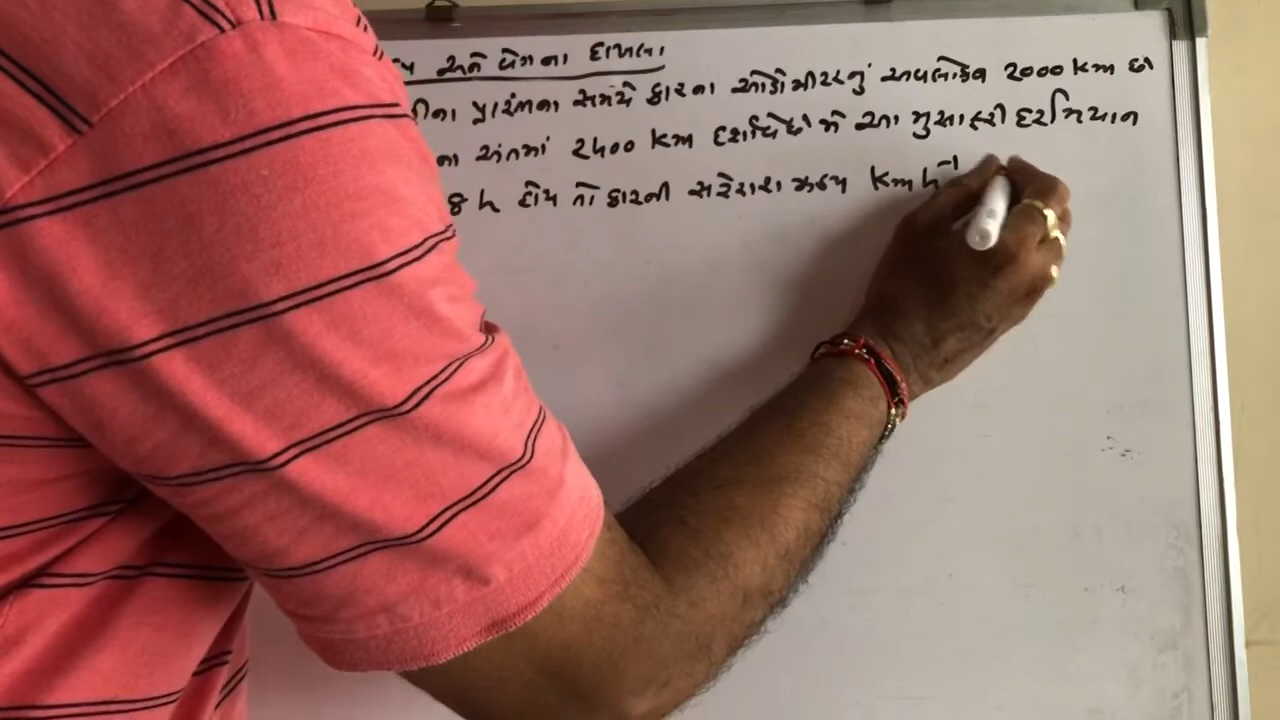 અને વેગના દાખલા
પ્રારંભના સમયે કારના ઓડોમીટરનું અવલોકન 2000 km છે
ના અંતમાં 2400 km દર્શાવે છે જો આ મુસાફરી દરમિયાન
8 h હોય તો કારની સરેરાશ ઝડપ km h⁻¹